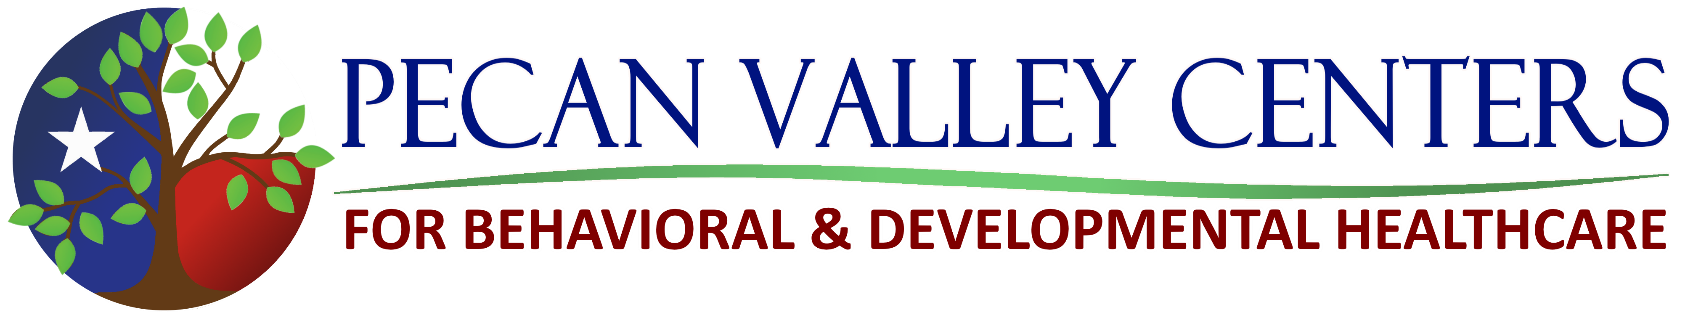 PECAN VALLEY CENTERS
FOR BEHAVIORAL & DEVELOPMENTAL HEALTHCARE